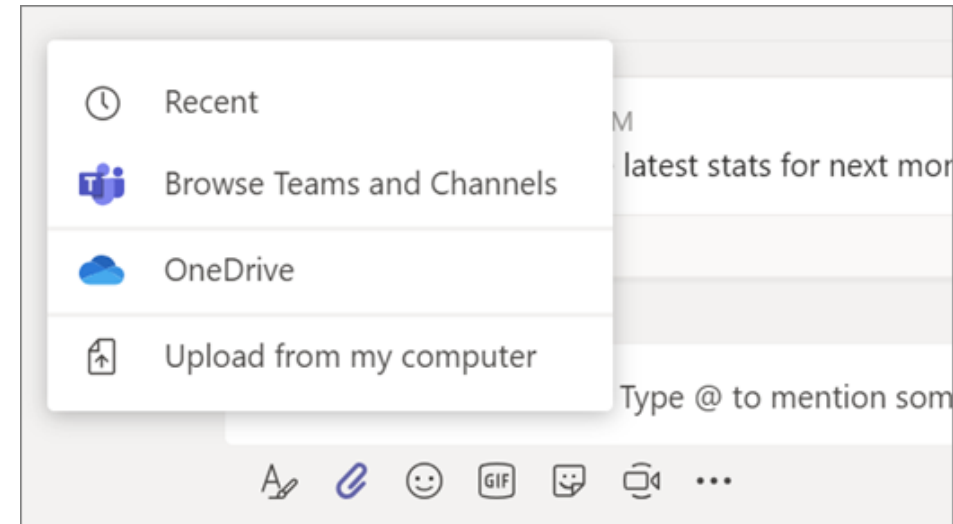 Recent
M
latest stats for next mor
Browse Teams and Channels
OneDrive
Upload from my computer
Type @ to mention som
GIF